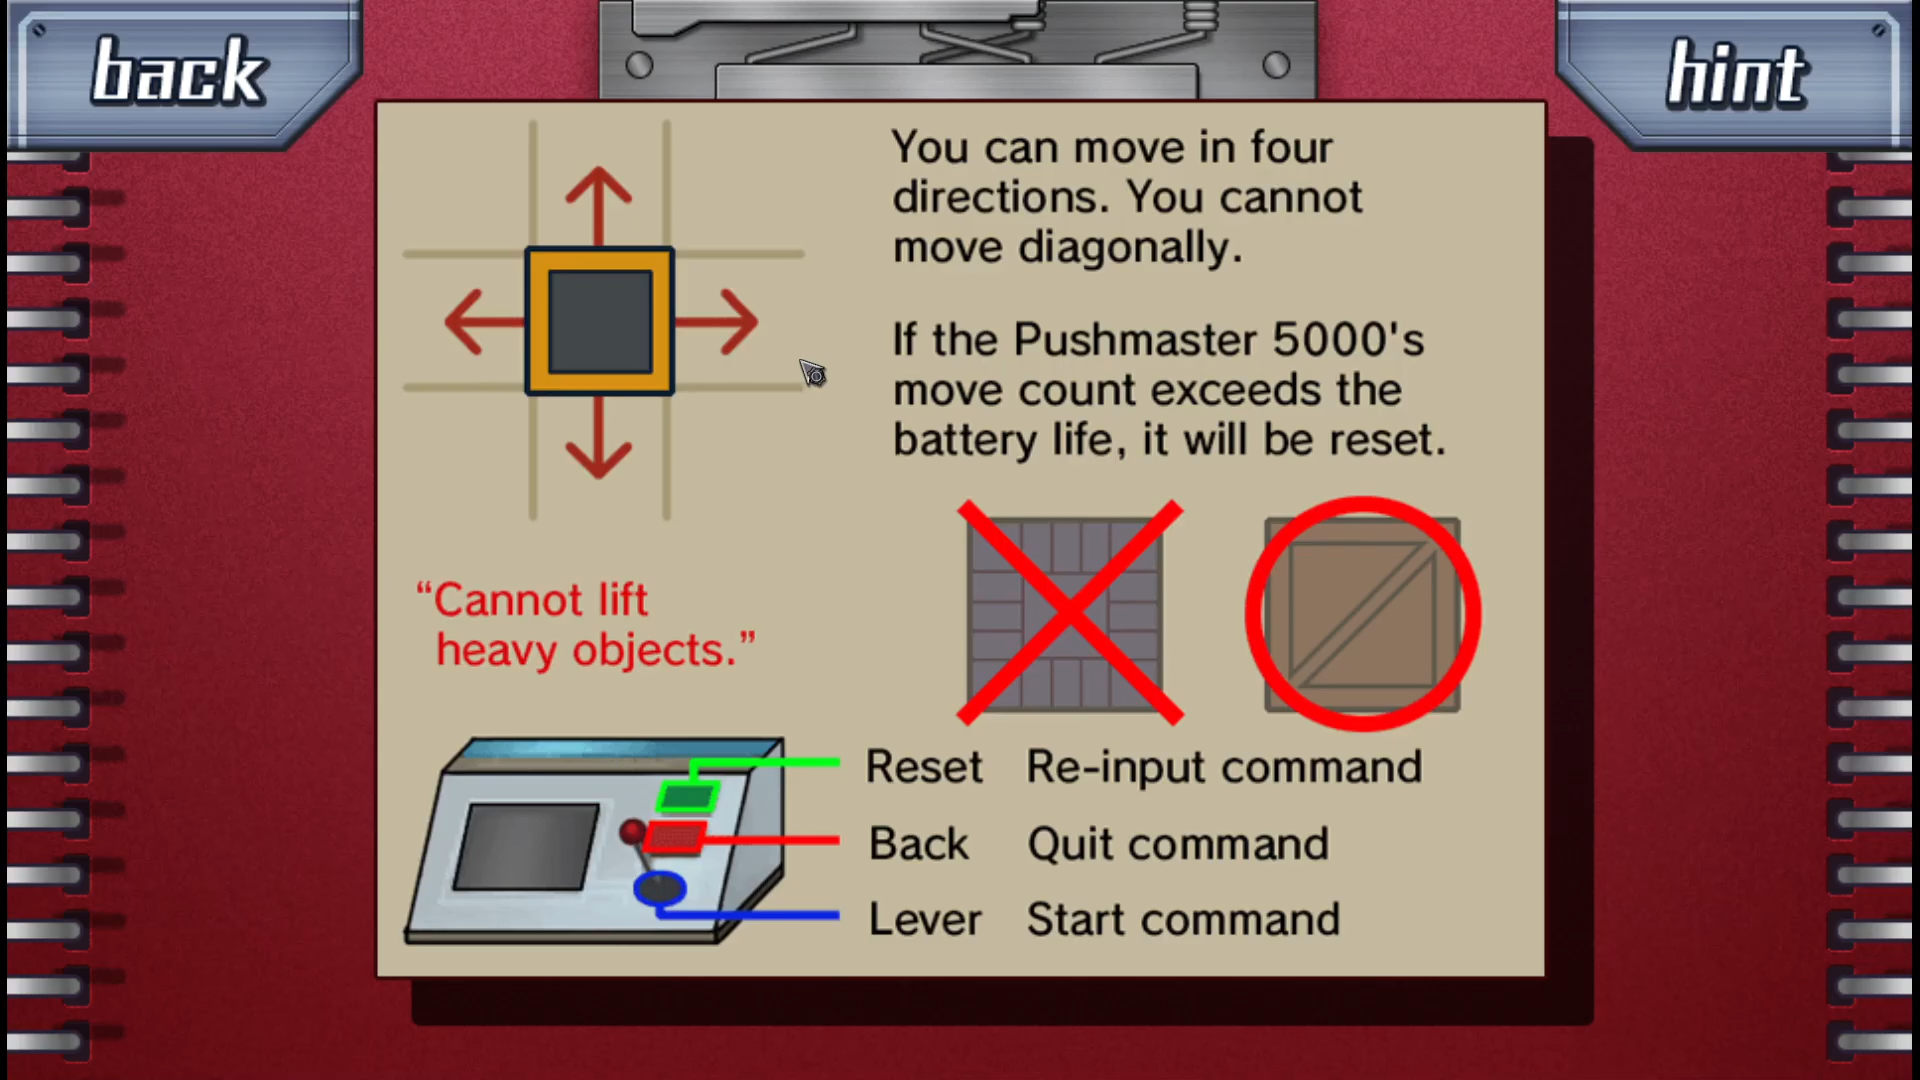 back
hint
You can move in four
directions. You cannot
move diagonally.
If the Pushmaster 5000's
move count exceeds the
battery life, it will be reset.
“Cannot lift
heavy objects.”
Reset Re-input command
Back Quit command
Lever Start command